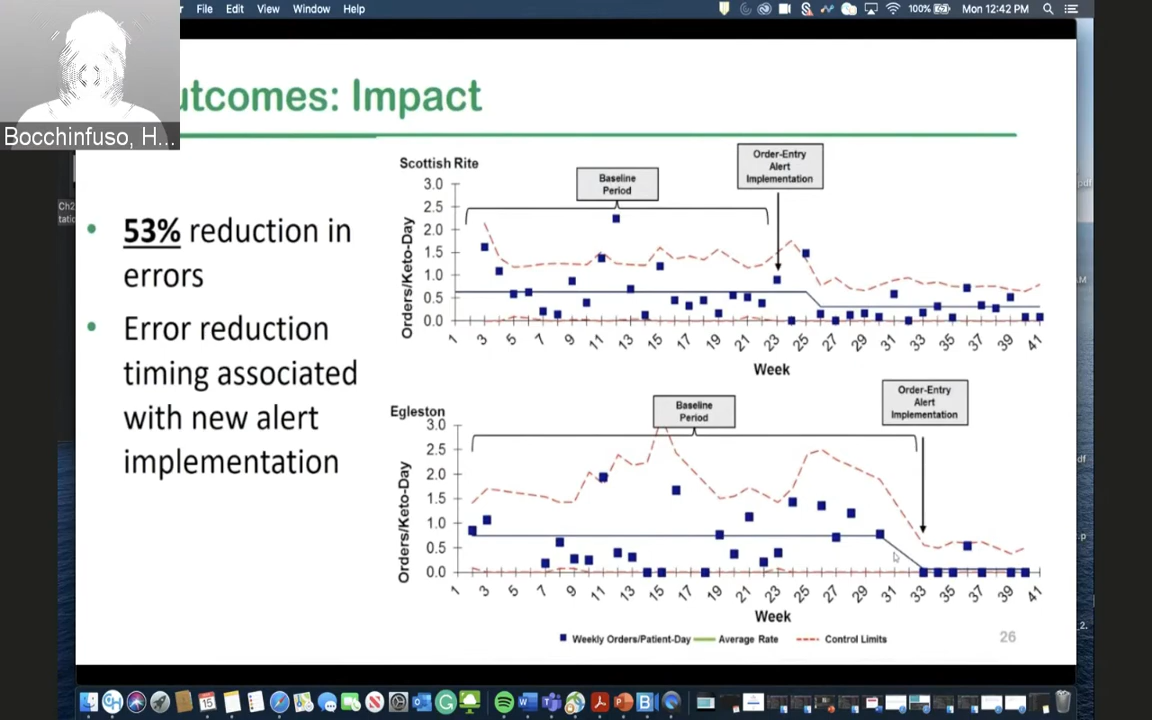 File Edit View Window Help
100% Mon 12:42 PM
Bocchinfuso, H...
utcomes: Impact
• 53% reduction in
errors
• Error reduction
timing associated
with new alert
implementation
Scottish Rite
Baseline
Period
Order-Entry
Alert
Implementation
Orders/Keto-Day
3.0
2.5
2.0
1.5
1.0
0.5
0.0
1 3 5 7 9 11 13 15 17 19 21 23 25 27 29 31 33 35 37 39 41
Week
Egleston
Baseline
Period
Order-Entry
Alert
Implementation
Orders/Keto-Day
3.0
2.5
2.0
1.5
1.0
0.5
0.0
1 3 5 7 9 11 13 15 17 19 21 23 25 27 29 31 33 35 37 39 41
Week
Weekly Orders/Patient-Day Average Rate Control Limits
26